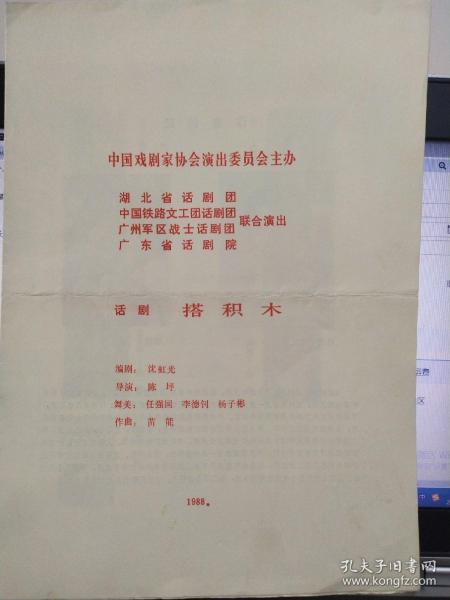 中国戏剧家协会演出委员会主办
湖北省话剧团
中国铁路文工团话剧团
广州军区战士话剧团
广东省话剧院
联合演出
话剧 搭积木
编剧：沈虹光
导演：陈坪
舞美：任强国 李德钊 杨子彬
作曲：苗能
1988。
孔夫子旧书网
www.kongfz.com